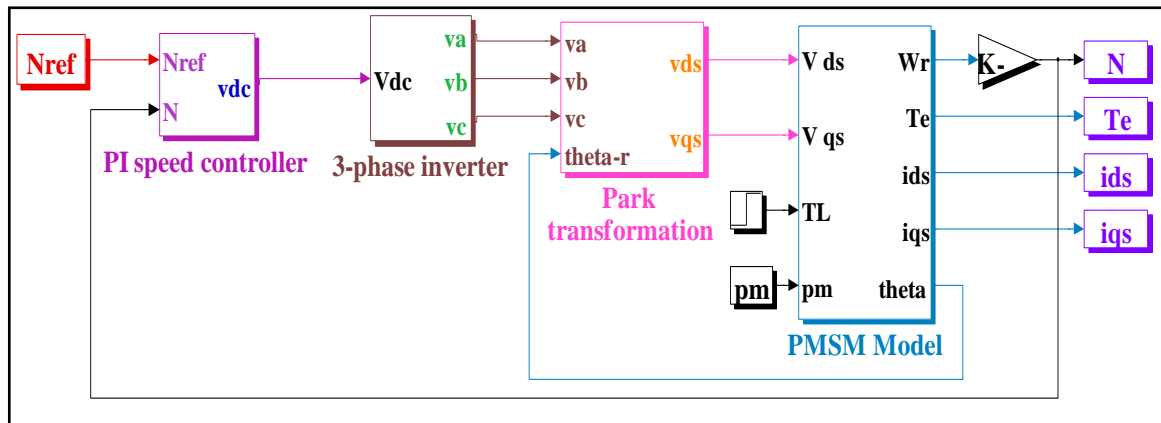 Nref
Nref
N
vdc
PI speed controller
Vdc
va
vb
vc
3-phase inverter
va
vb
vc
theta-r
vds
vqs
Park
transformation
V ds
V qs
TL
pm
pm
Wr
Te
ids
iqs
theta
PMSM Model
K-
N
Te
ids
iqs